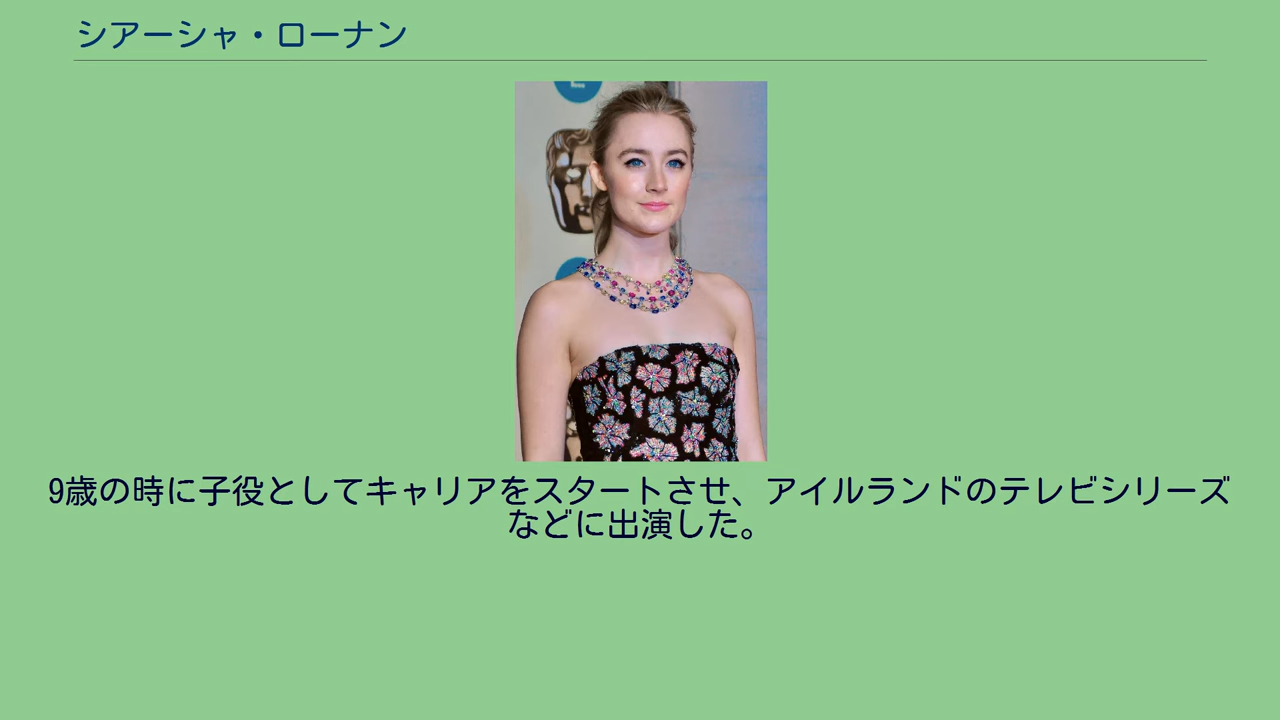 シアーシャ・ローナン
9歳の時に子役としてキャリアをスタートさせ、アイルランドのテレビシリーズ
などに出演した。